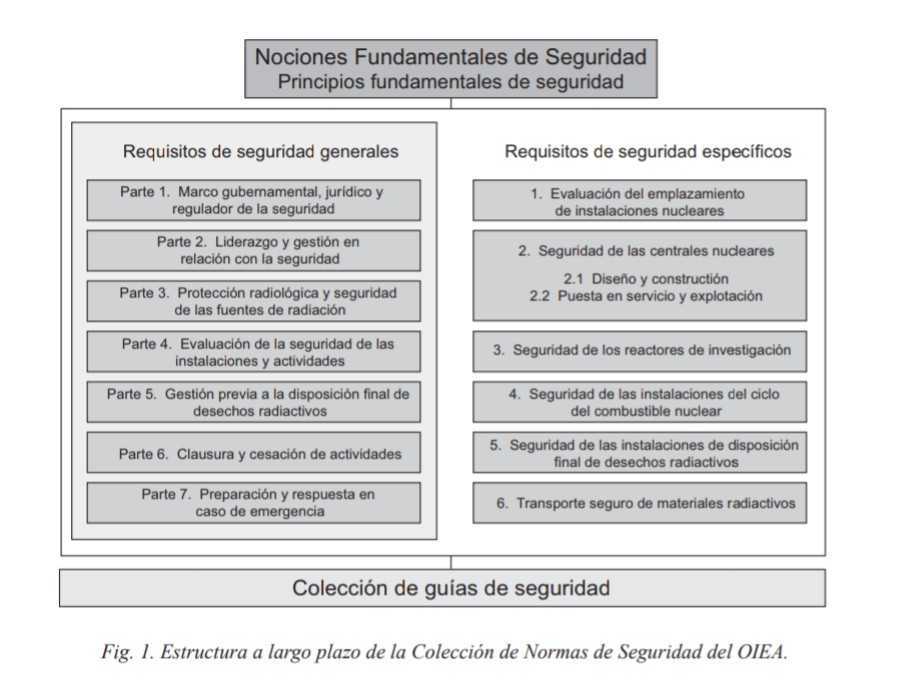 Nociones Fundamentales de Seguridad
Principios fundamentales de seguridad
Requisitos de seguridad generales
Parte 1. Marco gubernamental, jurídico y
regulador de la seguridad
Parte 2. Liderazgo y gestión en
relación con la seguridad
Parte 3. Protección radiológica y seguridad
de las fuentes de radiación
Parte 4. Evaluación de la seguridad de las
instalaciones y actividades
Parte 5. Gestión previa a la disposición final de
desechos radiactivos
Parte 6. Clausura y cesación de actividades
Parte 7. Preparación y respuesta en
caso de emergencia
Requisitos de seguridad específicos
1. Evaluación del emplazamiento
de instalaciones nucleares
2. Seguridad de las centrales nucleares
2.1 Diseño y constructión
2.2 Puesta en servicio y explotación
3. Seguridad de los reactores de investigación
4. Seguridad de las instalaciones del ciclo
del combustible nuclear
5. Seguridad de las instalaciones de disposición
final de desechos radiactivos
6. Transporte seguro de materiales radiactivos
Colección de guías de seguridad
Fig. 1. Estructura a largo plazo de la Colección de Normas de Seguridad del OIEA.